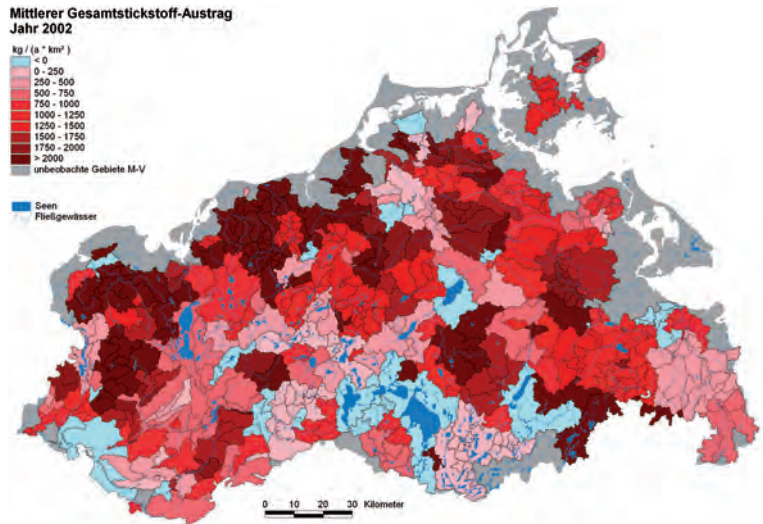 Mittlerer Gesamtstickstoff-Austrag
Jahr 2002
kg / (a * km²)
< 0
0 - 250
250 - 500
500 - 750
750 - 1000
1000 - 1250
1250 - 1500
1500 - 1750
1750 - 2000
> 2000
unbeobachte Gebiete M-V
Seen
Fließgewässer
0 10 20 30 Kilometer